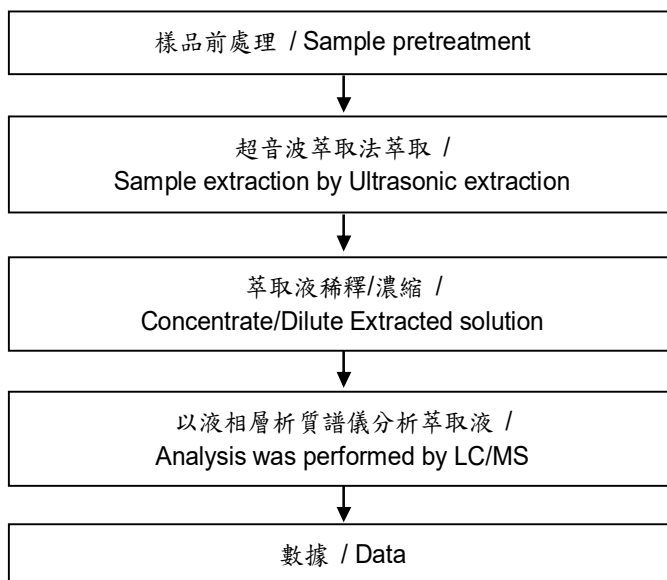 樣品前處理 / Sample pretreatment
超音波萃取法萃取 /
Sample extraction by Ultrasonic extraction
萃取液稀釋/濃縮 /
Concentrate/Dilute Extracted solution
以液相層析質譜儀分析萃取液 /
Analysis was performed by LC/MS
數據 / Data